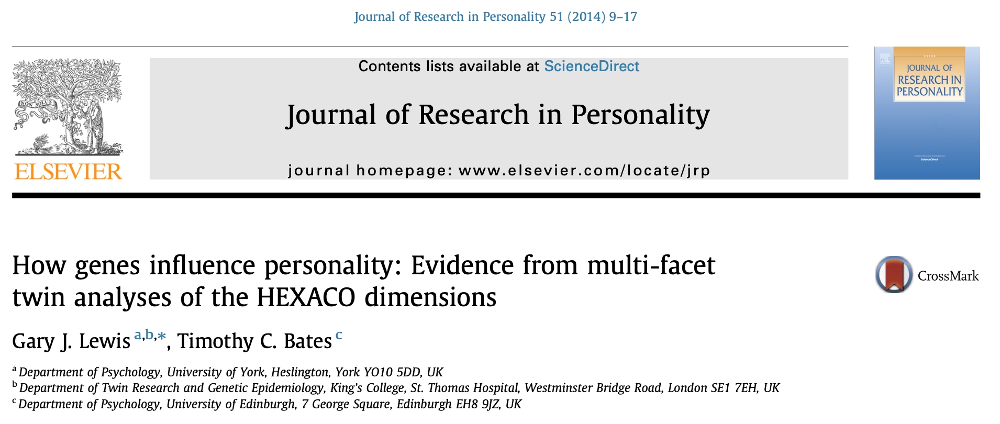 Journal of Research in Personality 51 (2014) 9–17
Contents lists available at ScienceDirect
Journal of Research in Personality
journal homepage: www.elsevier.com/locate/jrp
NON SOLUS
ELSEVIER
JOURNAL OF
RESEARCH IN
PERSONALITY
ScienceDirect
How genes influence personality: Evidence from multi-facet
twin analyses of the HEXACO dimensions
CrossMark
Gary J. Lewis a,b,*, Timothy C. Bates c
a Department of Psychology, University of York, Heslington, York YO10 5DD, UK
b Department of Twin Research and Genetic Epidemiology, King's College, St. Thomas Hospital, Westminster Bridge Road, London SE1 7EH, UK
c Department of Psychology, University of Edinburgh, 7 George Square, Edinburgh EH8 9JZ, UK